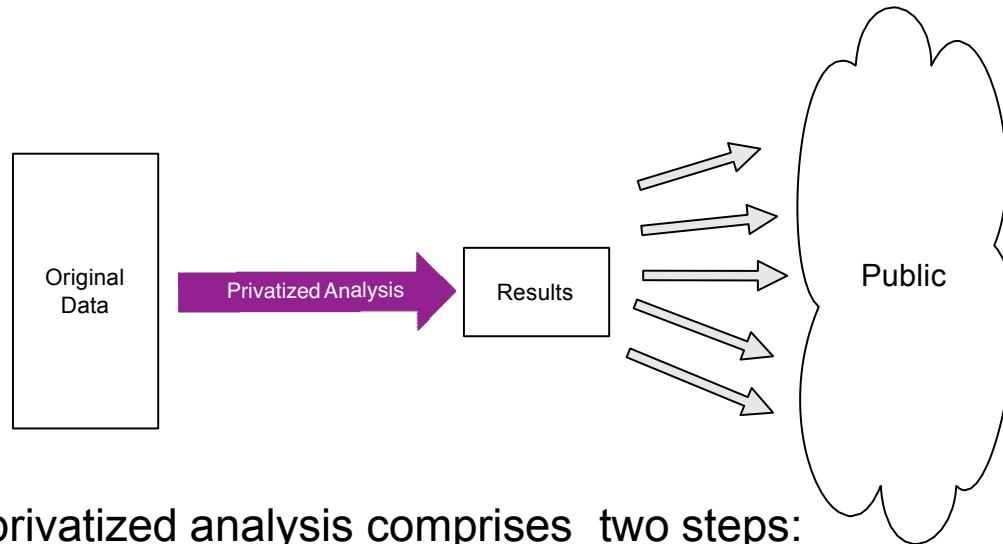 Original
Data
Privatized Analysis
Results
Public
privatized analysis comprises two steps: